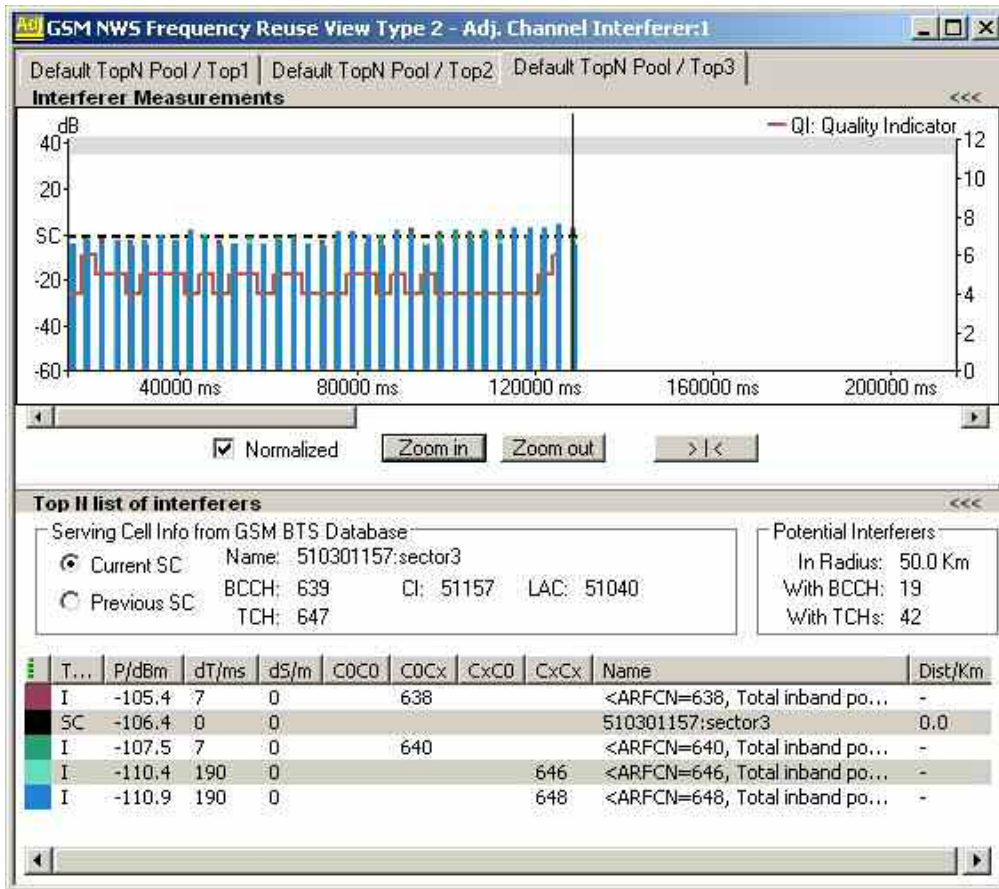 Adj GSM NWS Frequency Reuse View Type 2 - Adj. Channel Interferer:1
Default TopN Pool / Top1 Default TopN Pool / Top2 Default TopN Pool / Top3
Interferer Measurements <<<
dB QI: Quality Indicator
40 12
10
20
SC 8
6
-20
4
-40
2
-60 0
40000 ms 80000 ms 120000 ms 160000 ms 200000 ms
Normalized Zoom in Zoom out > | <
Top N list of interferers <<<
Serving Cell Info from GSM BTS Database Potential Interferers
Current SC Name: 510301157:sector3 In Radius: 50.0 Km
Previous SC BCCH: 639 CI: 51157 LAC: 51040 With BCCH: 19
TCH: 647 With TCHs: 42
T... P/dBm dT/ms dS/m C0C0 C0Cx CxC0 CxCx Name Dist/Km
I -105.4 7 0 638 <ARFCN=638, Total inband po... -
SC -106.4 0 0 510301157:sector3 0.0
I -107.5 7 0 640 <ARFCN=640, Total inband po... -
I -110.4 190 0 646 <ARFCN=646, Total inband po... -
I -110.9 190 0 648 <ARFCN=648, Total inband po... -